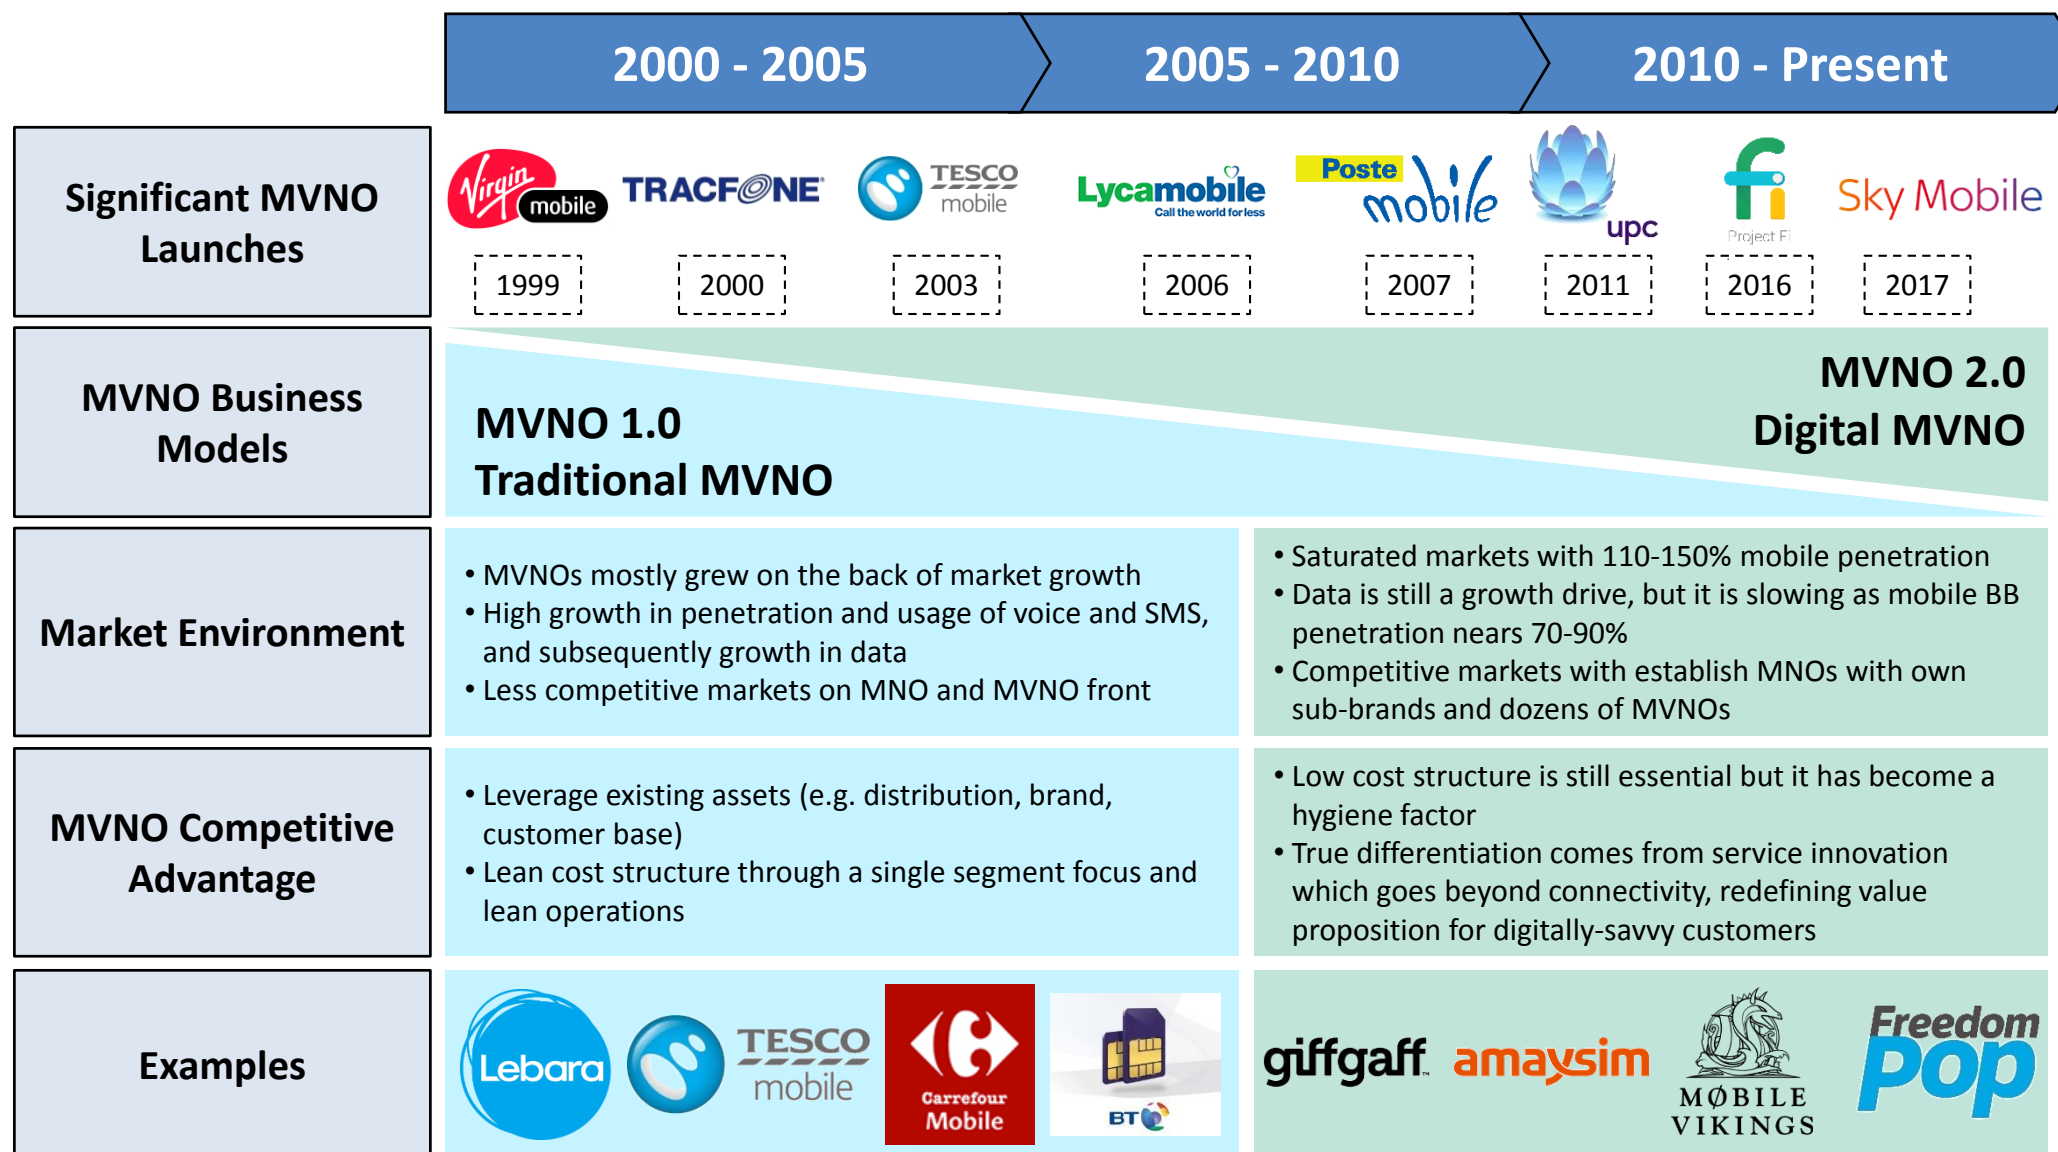 2000 - 2005
2005 - 2010
2010 - Present
Significant MVNO
Launches
Virgin
mobile
TRACFONE
TESCO
mobile
Lycamobile
Call the world for less
Poste
mobile
upc
fi
Project Fi
Sky Mobile
1999
2000
2003
2006
2007
2011
2016
2017
MVNO Business
Models
MVNO 1.0
Traditional MVNO
MVNO 2.0
Digital MVNO
Market Environment
• MVNOs mostly grew on the back of market growth
• High growth in penetration and usage of voice and SMS,
and subsequently growth in data
• Less competitive markets on MNO and MVNO front
• Saturated markets with 110-150% mobile penetration
• Data is still a growth drive, but it is slowing as mobile BB
penetration nears 70-90%
• Competitive markets with establish MNOs with own
sub-brands and dozens of MVNOs
MVNO Competitive
Advantage
• Leverage existing assets (e.g. distribution, brand,
customer base)
• Lean cost structure through a single segment focus and
lean operations
• Low cost structure is still essential but it has become a
hygiene factor
• True differentiation comes from service innovation
which goes beyond connectivity, redefining value
proposition for digitally-savvy customers
Examples
Lebara
TESCO
mobile
Carrefour
Mobile
BT
giffgaff™
amaysim
MØBILE
VIKINGS
Freedom
pop